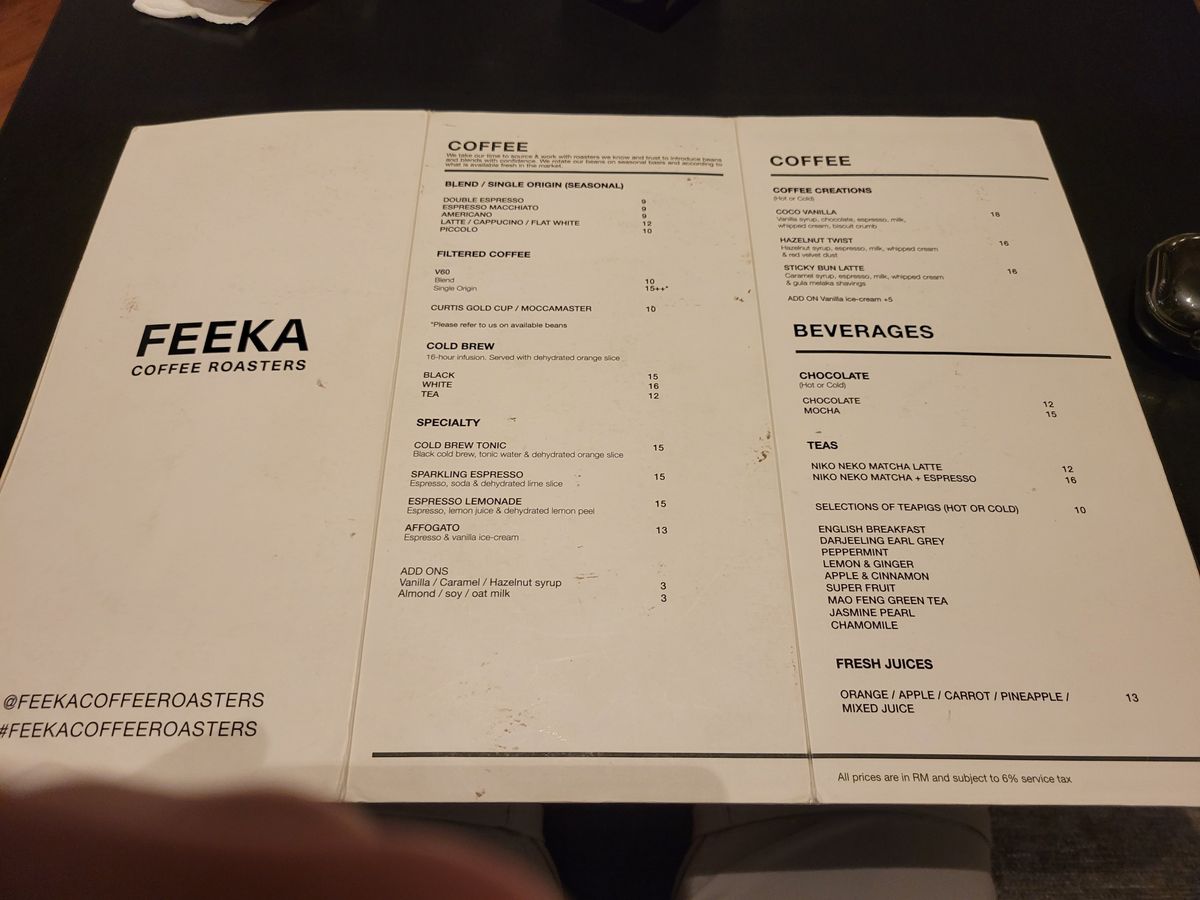 FEEKA
COFFEE ROASTERS
@FEEKACOFFEEROASTERS
#FEEKACOFFEEROASTERS
COFFEE
We take our time to source & work with roasters we know and trust to introduce beans
and blends with confidence. We rotate our beans on seasonal basis and according to
what is available fresh in the market.
BLEND / SINGLE ORIGIN (SEASONAL)
DOUBLE ESPRESSO 9
ESPRESSO MACCHIATO 9
AMERICANO 9
LATTE / CAPPUCINO / FLAT WHITE 12
PICCOLO 10
FILTERED COFFEE
V60
Blend 10
Single Origin 15++*
CURTIS GOLD CUP / MOCCAMASTER 10
*Please refer to us on available beans
COLD BREW
16-hour infusion. Served with dehydrated orange slice
BLACK 15
WHITE 16
TEA 12
SPECIALTY
COLD BREW TONIC 15
Black cold brew, tonic water & dehydrated orange slice
SPARKLING ESPRESSO 15
Espresso, soda & dehydrated lime slice
ESPRESSO LEMONADE 15
Espresso, lemon juice & dehydrated lemon peel
AFFOGATO 13
Espresso & vanilla ice-cream
ADD ONS
Vanilla / Caramel / Hazelnut syrup 3
Almond / soy / oat milk 3
COFFEE
COFFEE CREATIONS
(Hot or Cold)
COCO VANILLA 18
Vanilla syrup, chocolate, espresso, milk,
whipped cream, biscuit crumb
HAZELNUT TWIST 16
Hazelnut syrup, espresso, milk, whipped cream
& red velvet dust
STICKY BUN LATTE 16
Caramel syrup, espresso, milk, whipped cream
& gula melaka shavings
ADD ON Vanilla ice-cream +5
BEVERAGES
CHOCOLATE
(Hot or Cold)
CHOCOLATE 12
MOCHA 15
TEAS
NIKO NEKO MATCHA LATTE 12
NIKO NEKO MATCHA + ESPRESSO 16
SELECTIONS OF TEAPIGS (HOT OR COLD) 10
ENGLISH BREAKFAST
DARJEELING EARL GREY
PEPPERMINT
LEMON & GINGER
APPLE & CINNAMON
SUPER FRUIT
MAO FENG GREEN TEA
JASMINE PEARL
CHAMOMILE
FRESH JUICES
ORANGE / APPLE / CARROT / PINEAPPLE / 13
MIXED JUICE
All prices are in RM and subject to 6% service tax